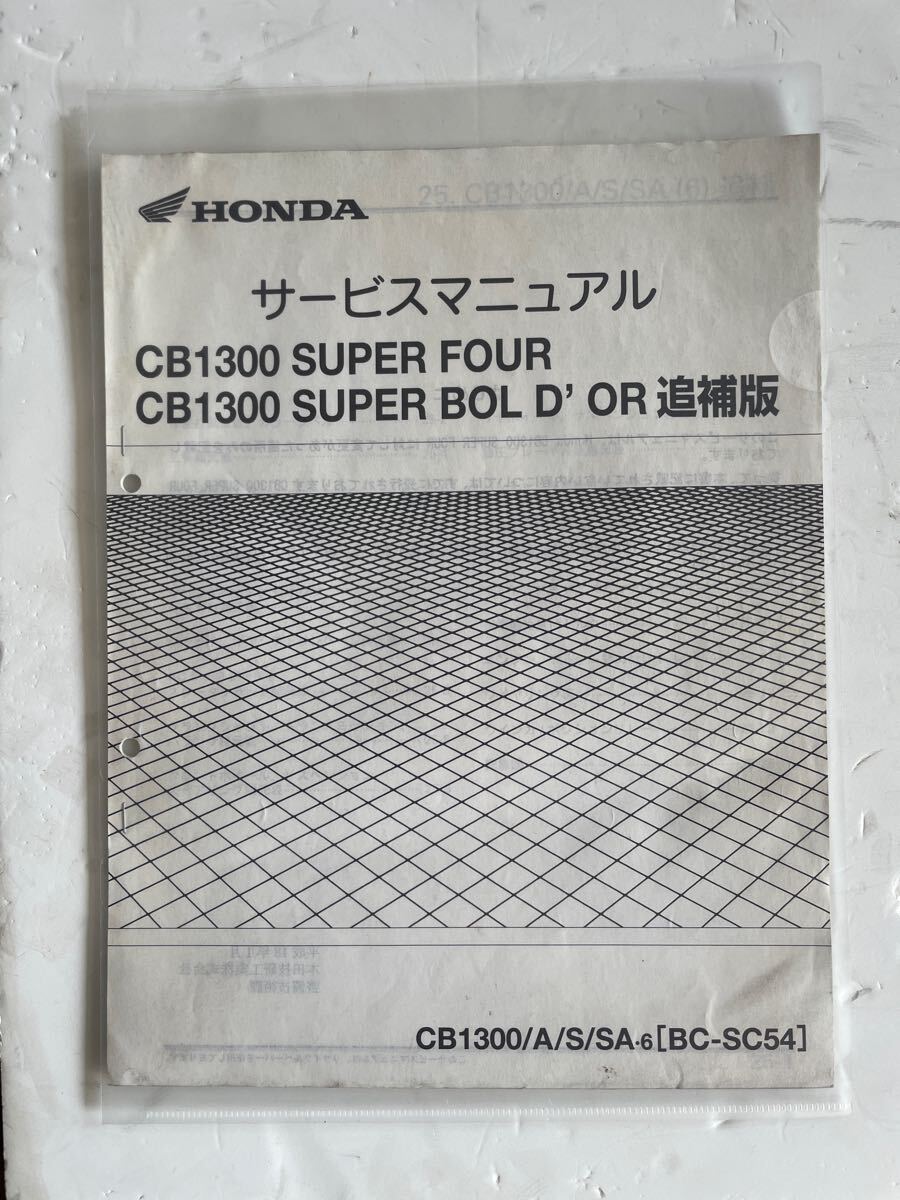 HONDA
サービスマニュアル
CB1300 SUPER FOUR
CB1300 SUPER BOL D' OR 追補版
CB1300/A/S/SA·6[BC-SC54]